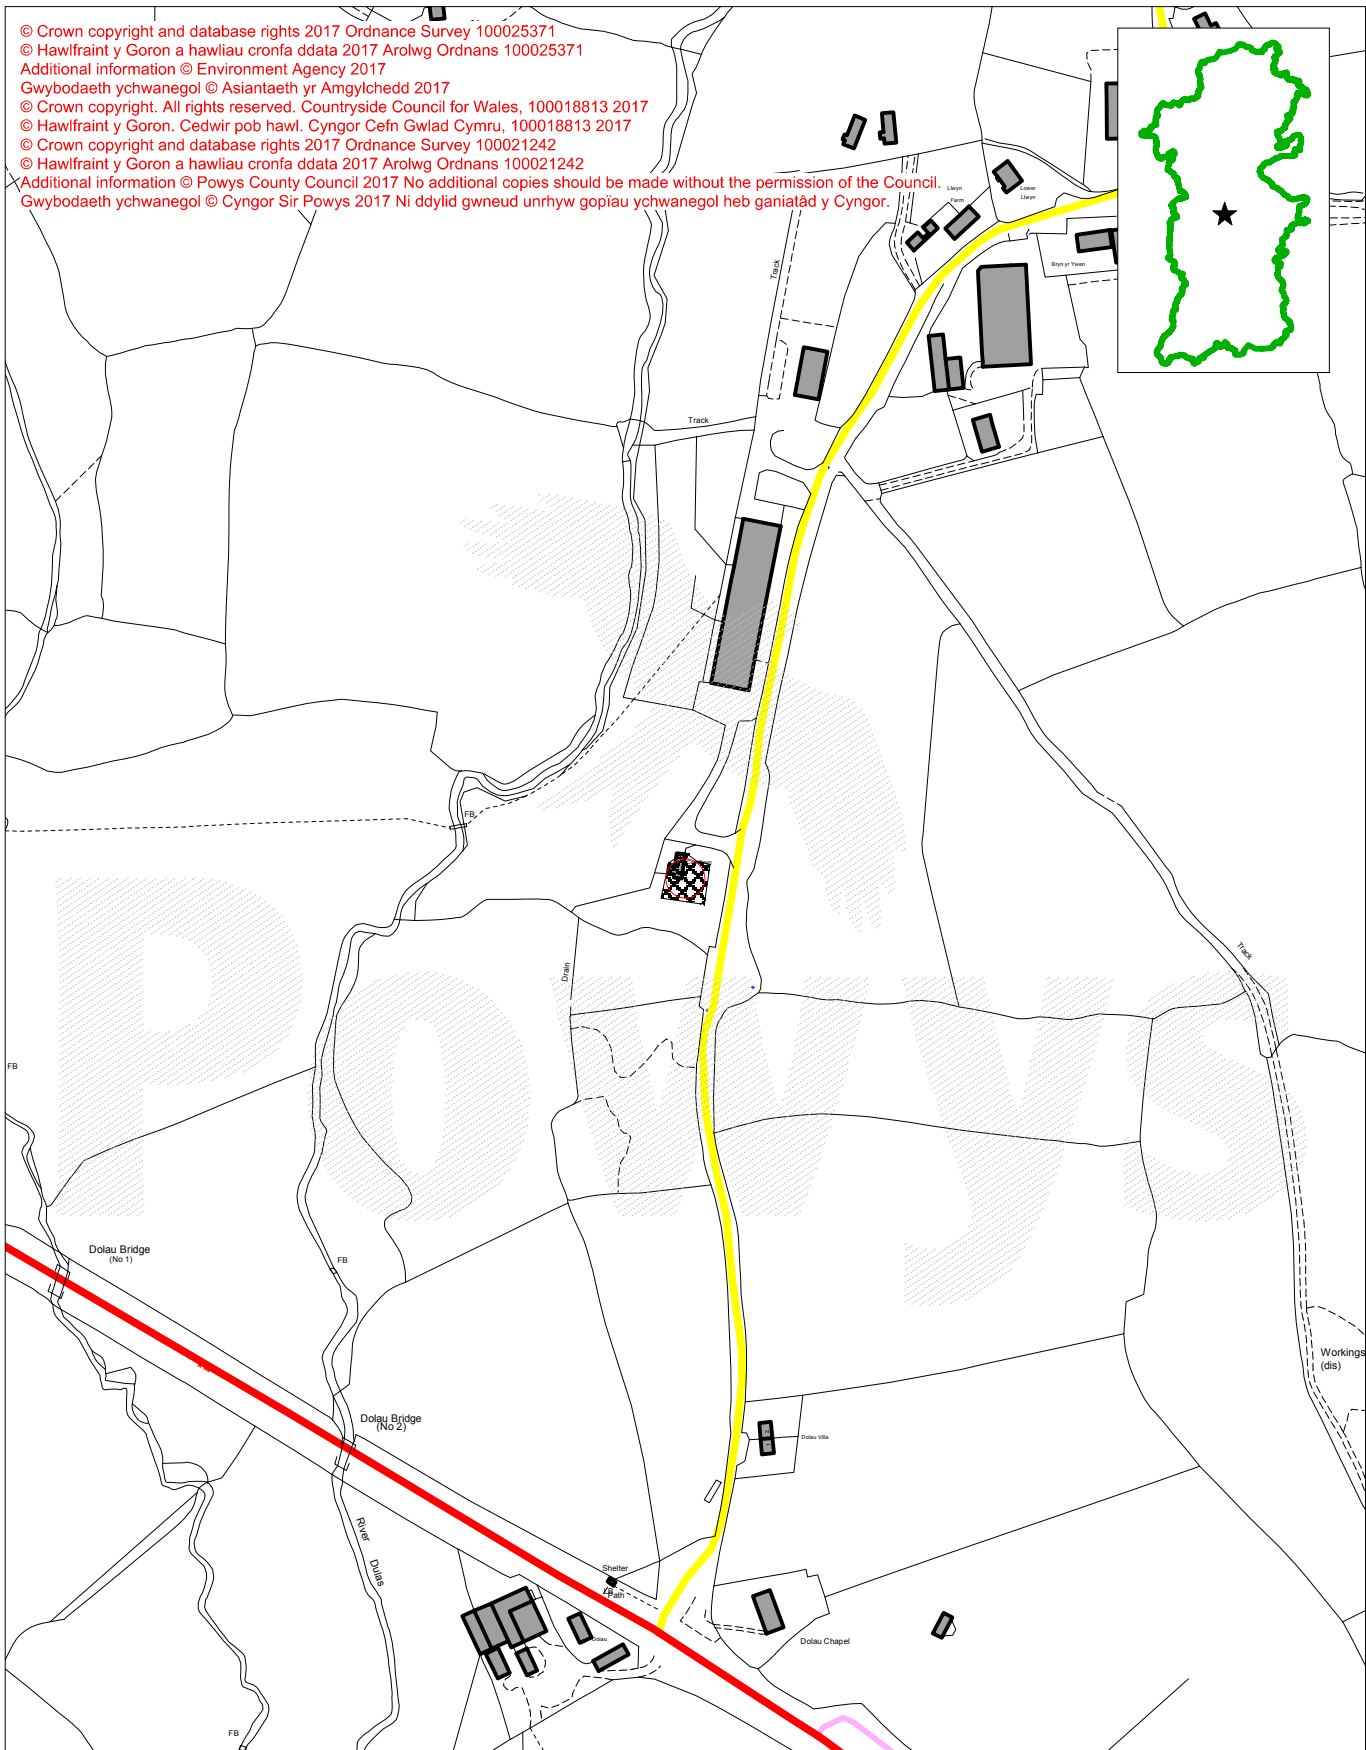 © Crown copyright and database rights 2017 Ordnance Survey 100025371
© Hawlfraint y Goron a hawliau cronfa ddata 2017 Arolwg Ordnans 100025371
Additional information © Environment Agency 2017
Gwybodaeth ychwanegol © Asiantaeth yr Amgylchedd 2017
© Crown copyright. All rights reserved. Countryside Council for Wales, 100018813 2017
© Hawlfraint y Goron. Cedwir pob hawl. Cyngor Cefn Gwlad Cymru, 100018813 2017
© Crown copyright and database rights 2017 Ordnance Survey 100021242
© Hawlfraint y Goron a hawliau cronfa ddata 2017 Arolwg Ordnans 100021242
Additional information © Powys County Council 2017 No additional copies should be made without the permission of the Council.
Gwybodaeth ychwanegol © Cyngor Sir Powys 2017 Ni ddylid gwneud unrhyw gopïau ychwanegol heb ganiatâd y Cyngor.
Llwyn
Farm
Lower
Llwyn
Bryn yr Ywen
Track
Track
FB
Drain
Track
Powys
FB
Dolau Bridge
(No 1)
FB
Workings
(dis)
Dolau Bridge
(No 2)
2
1
Dolau Villa
River Dulas
Shelter
LB
Path
Dolau
Dolau Chapel
FB